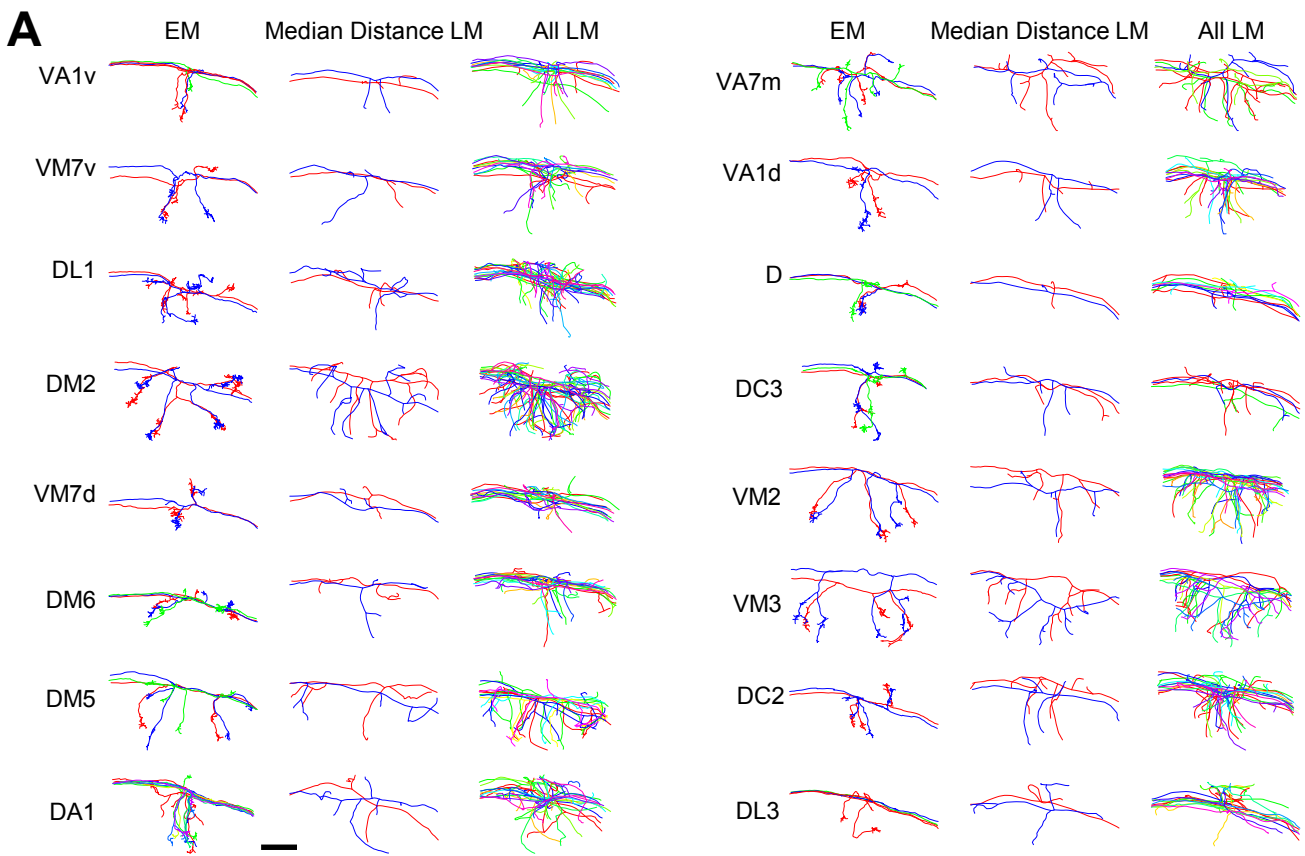 A
EM Median Distance LM All LM
VA1v
VM7v
DL1
DM2
VM7d
DM6
DM5
DA1
EM Median Distance LM All LM
VA7m
VA1d
D
DC3
VM2
VM3
DC2
DL3